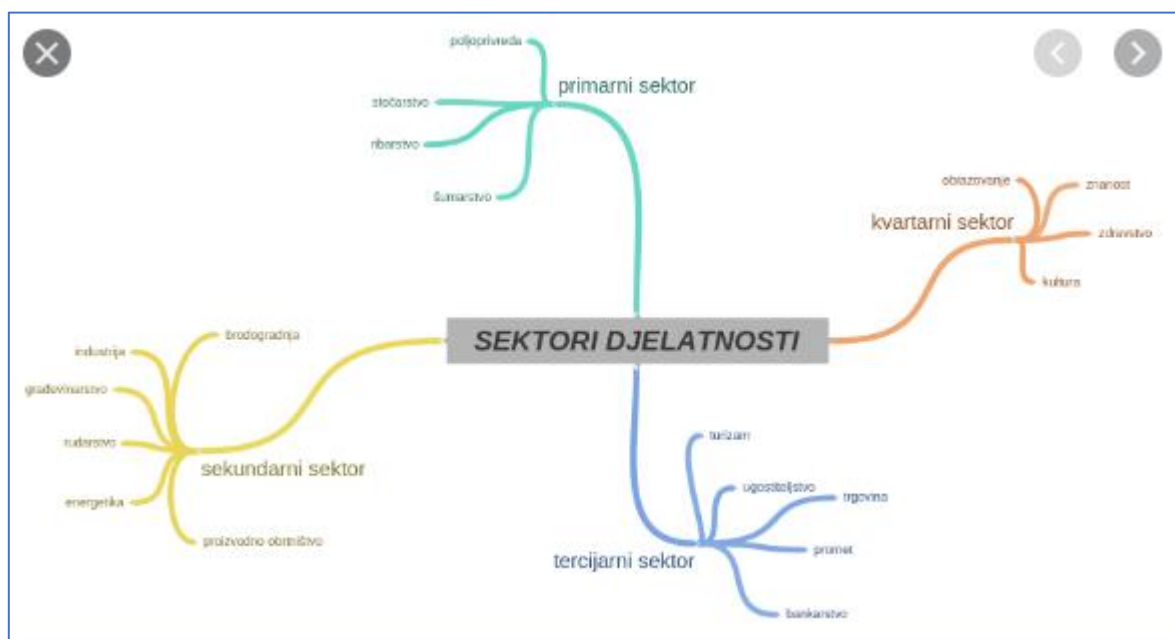 poljoprivreda
primarni sektor
stočarstvo
ribarstvo
šumarstvo
obrazovanje
znanost
kvartarni sektor
zdravstvo
kultura
SEKTORI DJELATNOSTI
brodogradnja
industrija
građevinarstvo
rudarstvo
sekundarni sektor
energetika
proizvodno obrtništvo
turizam
ugostiteljstvo
trgovina
promet
tercijarni sektor
bankarstvo